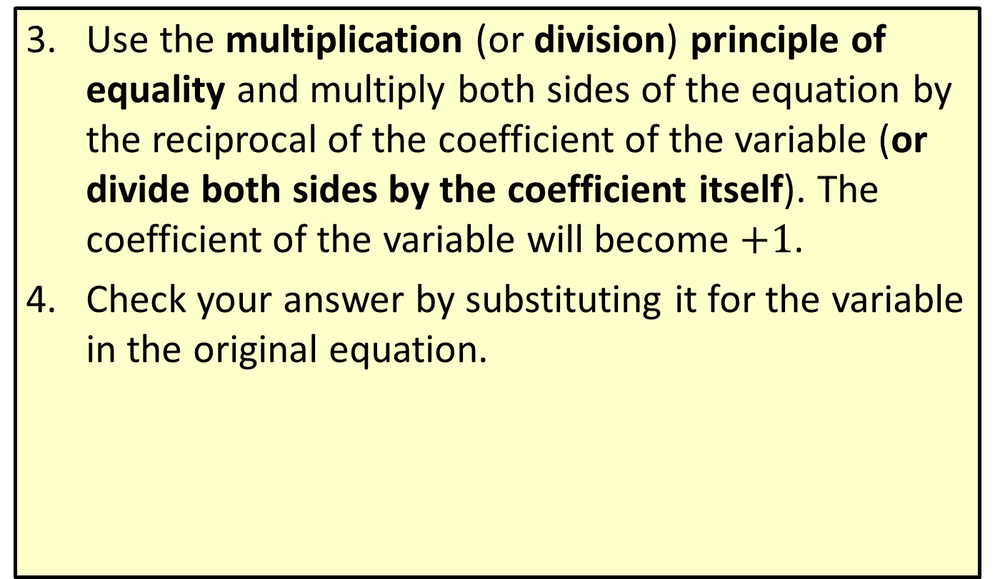 3. Use the multiplication (or division) principle of
equality and multiply both sides of the equation by
the reciprocal of the coefficient of the variable (or
divide both sides by the coefficient itself). The
coefficient of the variable will become +1.
4. Check your answer by substituting it for the variable
in the original equation.